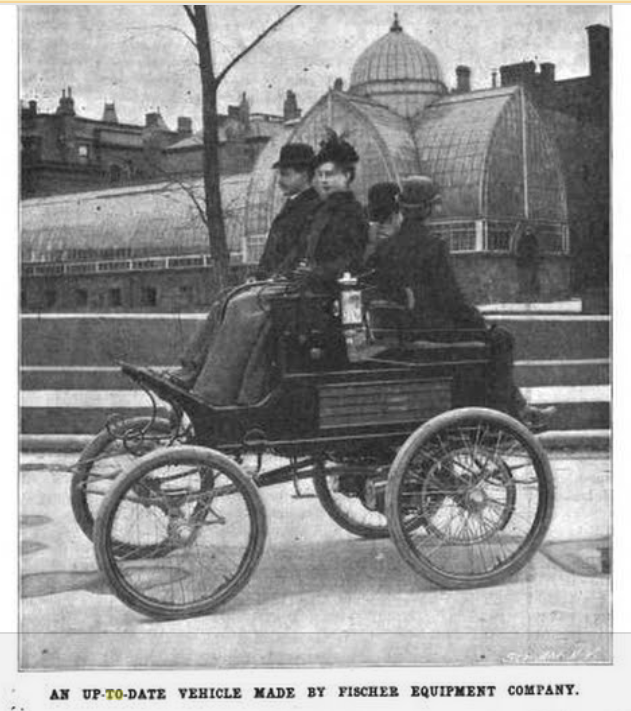 AN UP-TO-DATE VEHICLE MADE BY FISCHER EQUIPMENT COMPANY.